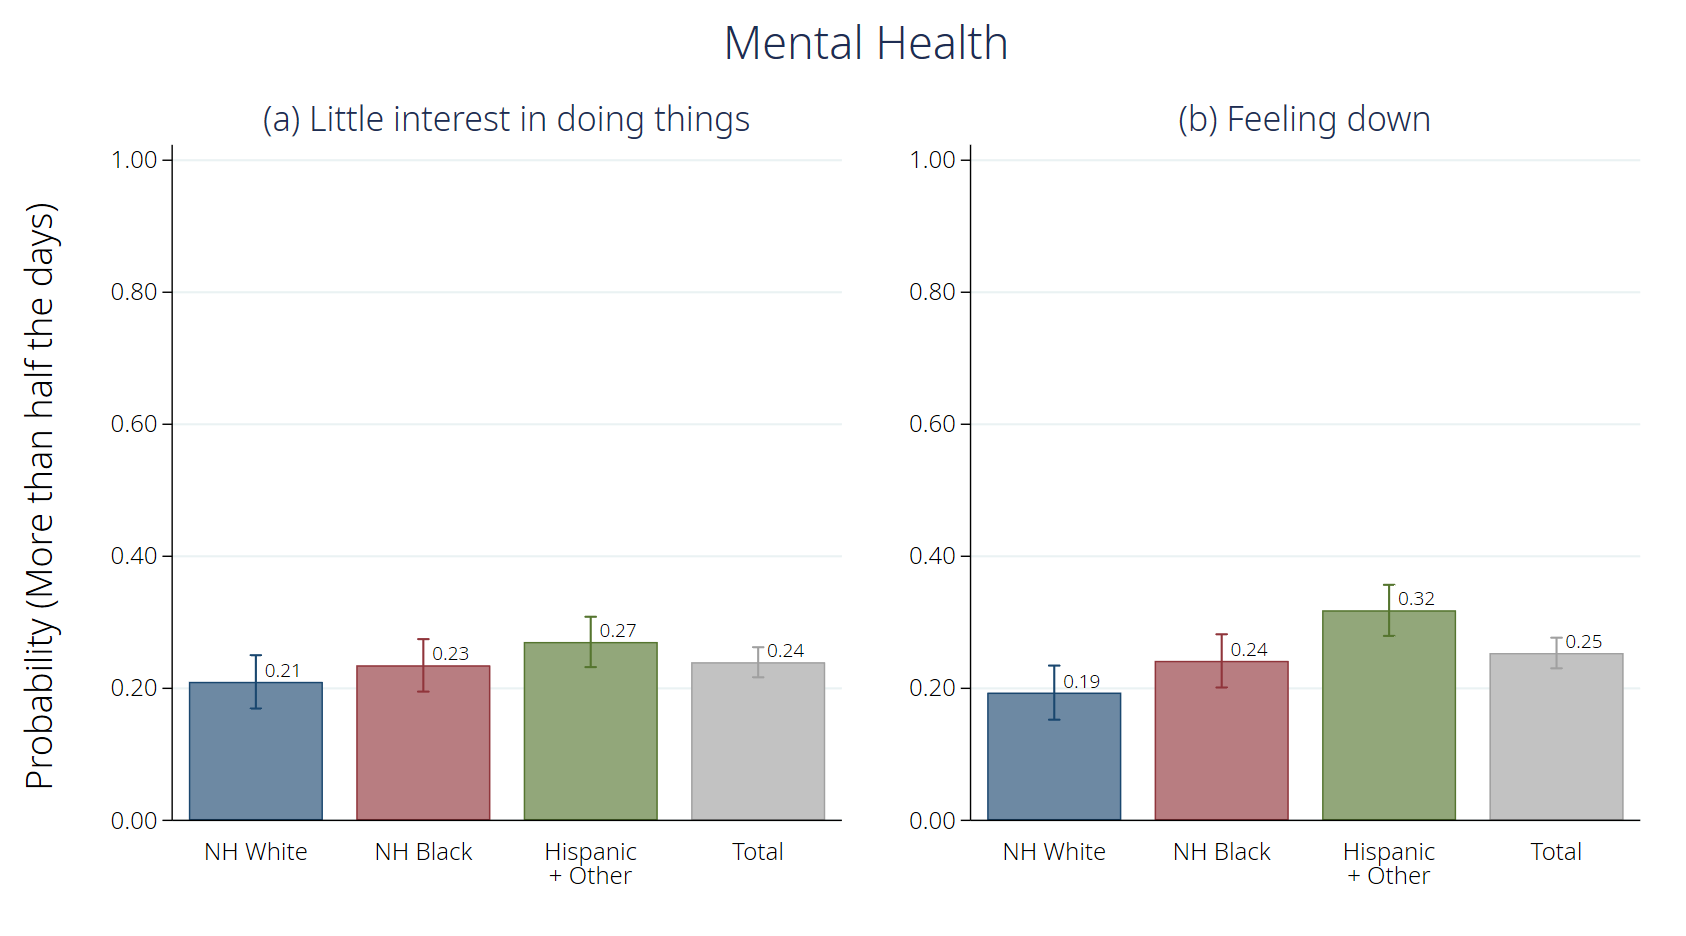 Mental Health
Probability (More than half the days)
(a) Little interest in doing things
1.00
0.80
0.60
0.40
0.20
0.00
0.21
0.23
0.27
0.24
NH White
NH Black
Hispanic
+ Other
Total
(b) Feeling down
1.00
0.80
0.60
0.40
0.20
0.00
0.19
0.24
0.32
0.25
NH White
NH Black
Hispanic
+ Other
Total